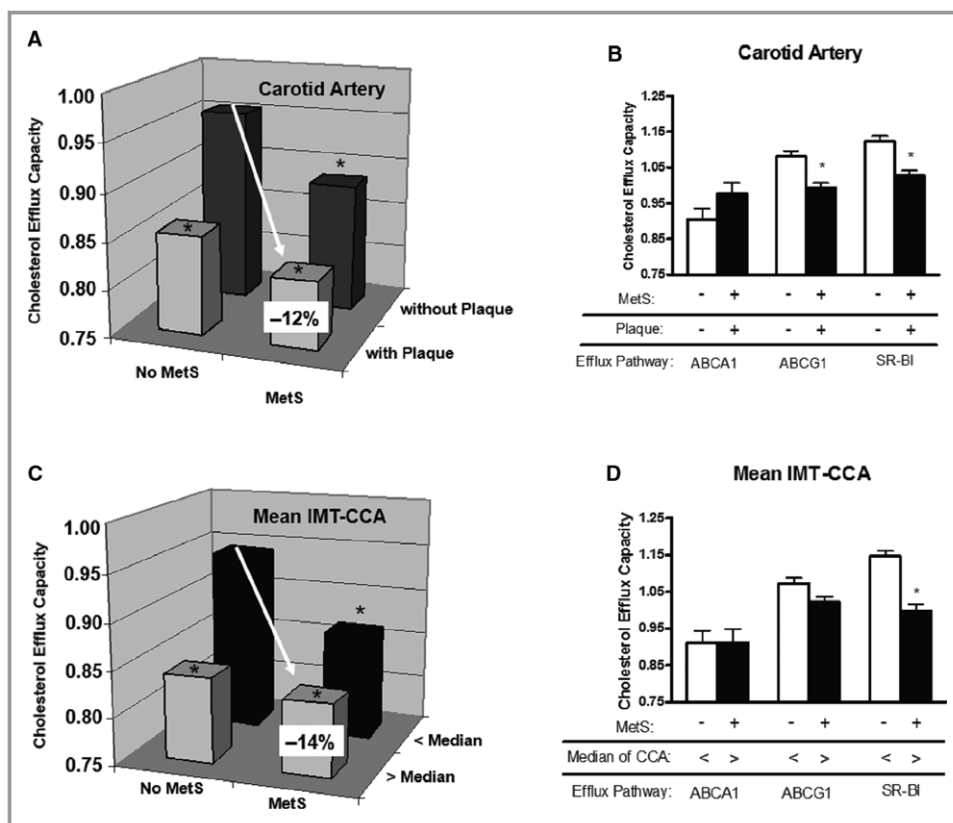 A
Carotid Artery
1.00
0.95
0.90
0.85
0.80
0.75
Cholesterol Efflux Capacity
*
*
*
–12%
without Plaque
with Plaque
No MetS
MetS
B
Carotid Artery
1.25
1.15
1.05
0.95
0.85
0.75
Cholesterol Efflux Capacity
*
*
MetS: - + - + - +
Plaque: - + - + - +
Efflux Pathway: ABCA1 ABCG1 SR-BI
C
Mean IMT-CCA
1.00
0.95
0.90
0.85
0.80
0.75
Cholesterol Efflux Capacity
*
*
*
–14%
< Median
> Median
No MetS
MetS
D
Mean IMT-CCA
1.25
1.15
1.05
0.95
0.85
0.75
Cholesterol Efflux Capacity
*
MetS: - + - + - +
Median of CCA: < > < > < >
Efflux Pathway: ABCA1 ABCG1 SR-BI